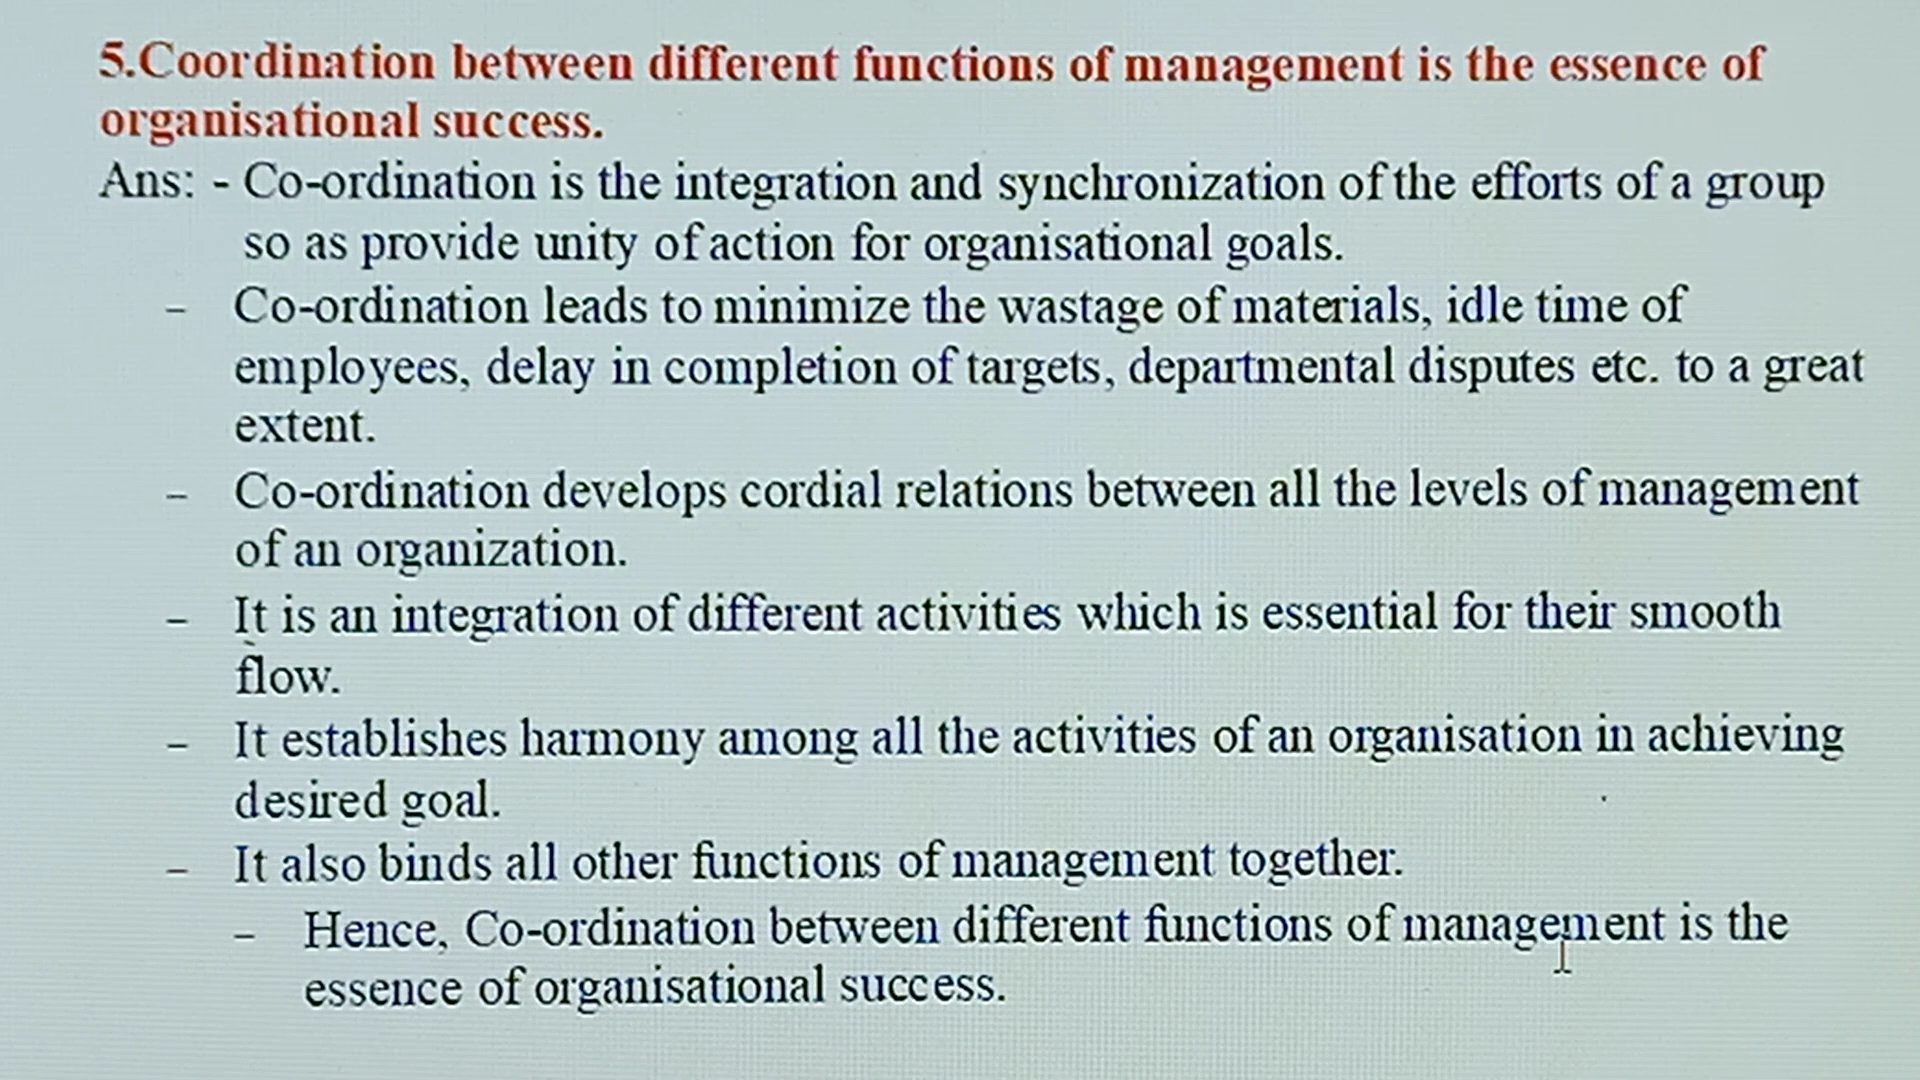 5.Coordination between different functions of management is the essence of
organisational success.
Ans: - Co-ordination is the integration and synchronization of the efforts of a group
so as provide unity of action for organisational goals.
- Co-ordination leads to minimize the wastage of materials, idle time of
employees, delay in completion of targets, departmental disputes etc. to a great
extent.
- Co-ordination develops cordial relations between all the levels of management
of an organization.
- It is an integration of different activities which is essential for their smooth
flow.
- It establishes harmony among all the activities of an organisation in achieving
desired goal.
- It also binds all other functions of management together.
- Hence, Co-ordination between different functions of management is the
essence of organisational success.